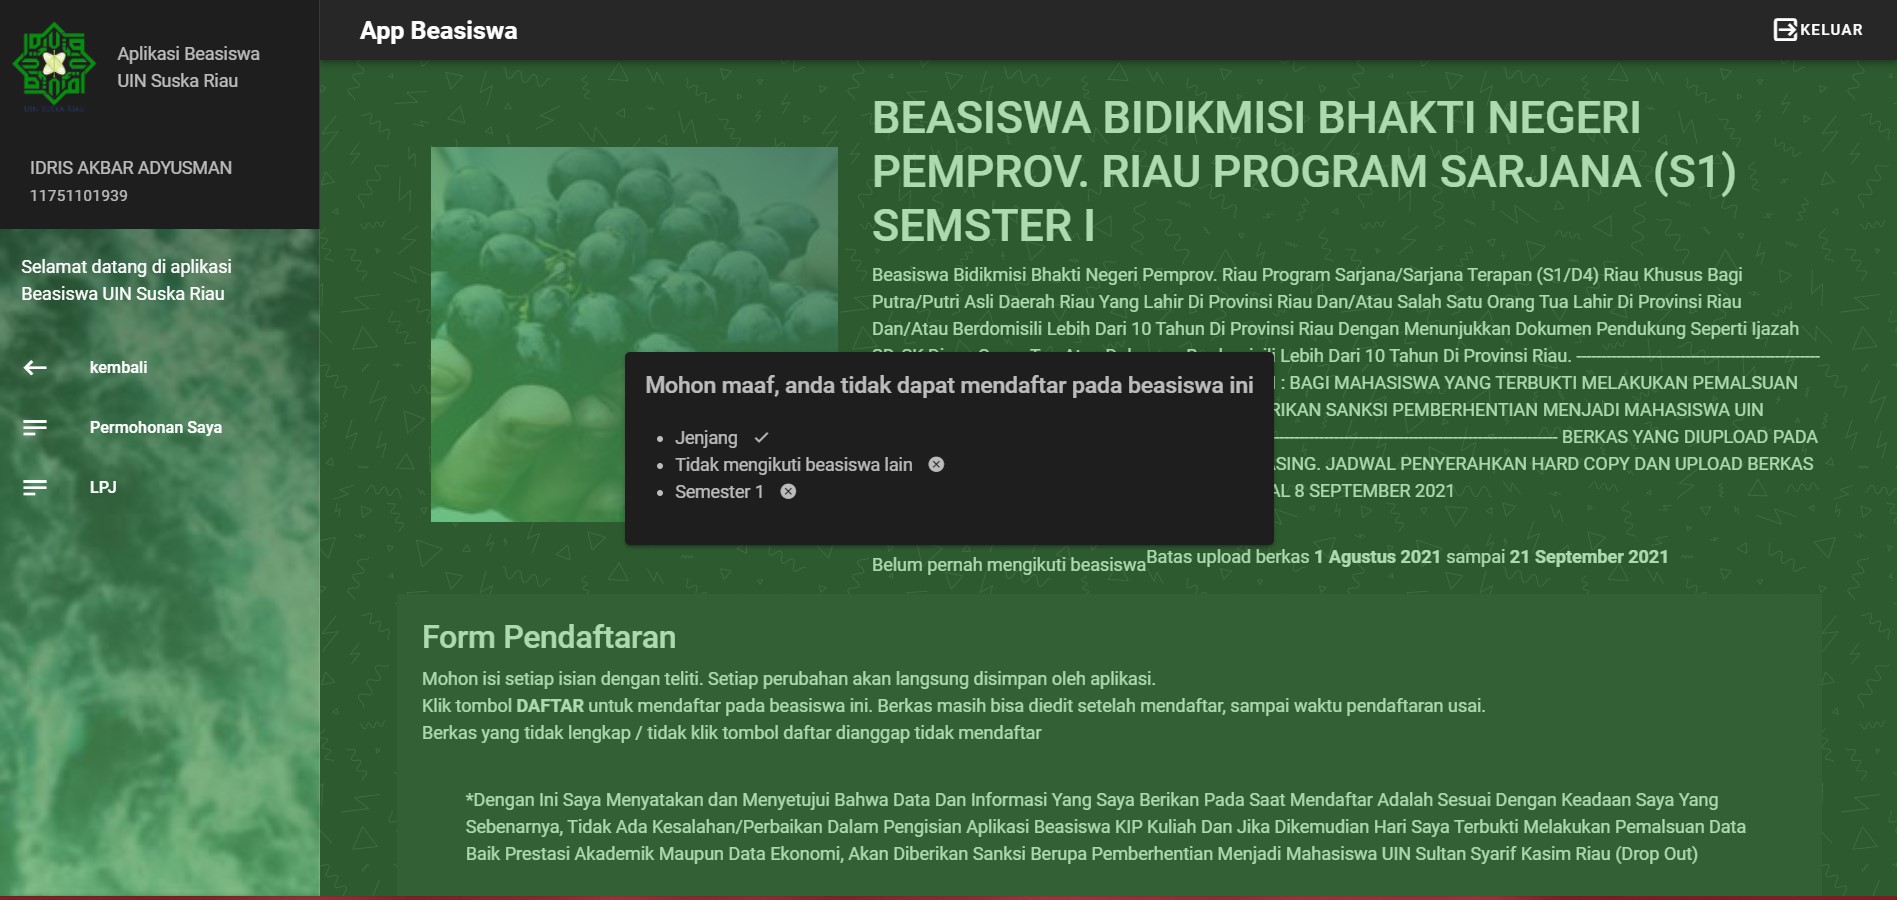 Aplikasi Beasiswa
UIN Suska Riau
IDRIS AKBAR ADYUSMAN
11751101939
Selamat datang di aplikasi
Beasiswa UIN Suska Riau
kembali
Permohonan Saya
LPJ
App Beasiswa
KELUAR
BEASISWA BIDIKMISI BHAKTI NEGERI
PEMPROV. RIAU PROGRAM SARJANA (S1)
SEMSTER I
Beasiswa Bidikmisi Bhakti Negeri Pemprov. Riau Program Sarjana/Sarjana Terapan (S1/D4) Riau Khusus Bagi
Putra/Putri Asli Daerah Riau Yang Lahir Di Provinsi Riau Dan/Atau Salah Satu Orang Tua Lahir Di Provinsi Riau
Dan/Atau Berdomisili Lebih Dari 10 Tahun Di Provinsi Riau Dengan Menunjukkan Dokumen Pendukung Seperti Ijazah
Lebih Dari 10 Tahun Di Provinsi Riau. ------------------------------------------------
: BAGI MAHASISWA YANG TERBUKTI MELAKUKAN PEMALSUAN
RIKAN SANKSI PEMBERHENTIAN MENJADI MAHASISWA UIN
-------------------------------------------------------- BERKAS YANG DIUPLOAD PADA
ASING. JADWAL PENYERAHKAN HARD COPY DAN UPLOAD BERKAS
AL 8 SEPTEMBER 2021
Mohon maaf, anda tidak dapat mendaftar pada beasiswa ini
• Jenjang ✓
• Tidak mengikuti beasiswa lain ⊗
• Semester 1 ⊗
Belum pernah mengikuti beasiswa
Batas upload berkas 1 Agustus 2021 sampai 21 September 2021
Form Pendaftaran
Mohon isi setiap isian dengan teliti. Setiap perubahan akan langsung disimpan oleh aplikasi.
Klik tombol DAFTAR untuk mendaftar pada beasiswa ini. Berkas masih bisa diedit setelah mendaftar, sampai waktu pendaftaran usai.
Berkas yang tidak lengkap / tidak klik tombol daftar dianggap tidak mendaftar
*Dengan Ini Saya Menyatakan dan Menyetujui Bahwa Data Dan Informasi Yang Saya Berikan Pada Saat Mendaftar Adalah Sesuai Dengan Keadaan Saya Yang
Sebenarnya, Tidak Ada Kesalahan/Perbaikan Dalam Pengisian Aplikasi Beasiswa KIP Kuliah Dan Jika Dikemudian Hari Saya Terbukti Melakukan Pemalsuan Data
Baik Prestasi Akademik Maupun Data Ekonomi, Akan Diberikan Sanksi Berupa Pemberhentian Menjadi Mahasiswa UIN Sultan Syarif Kasim Riau (Drop Out)